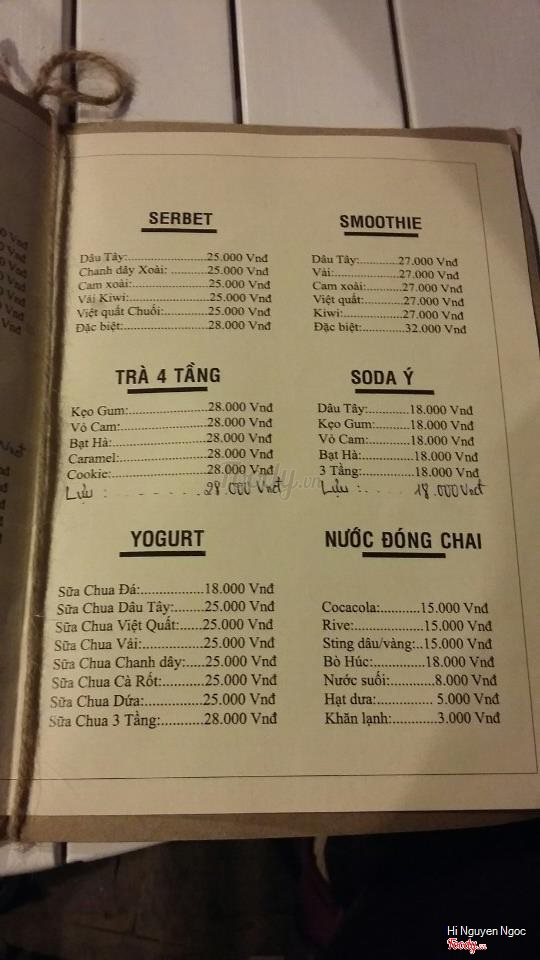 SERBET
Dâu Tây:....................25.000 Vnđ
Chanh dây Xoài: ..........25.000 Vnđ
Cam xoài:....................25.000 Vnđ
Vải Kiwi:....................25.000 Vnđ
Việt quất Chuối:...........25.000 Vnđ
Đặc biệt:....................28.000 Vnđ
SMOOTHIE
Dâu Tây:..........27.000 Vnđ
Vải:.................27.000 Vnđ
Cam xoài:.........27.000 Vnđ
Việt quất:.........27.000 Vnđ
Kiwi:...............27.000 Vnđ
Đặc biệt:............32.000 Vnđ
TRÀ 4 TẦNG
Kẹo Gum:....................28.000 Vnđ
Vỏ Cam:.....................28.000 Vnđ
Bạt Hà:......................28.000 Vnđ
Caramel:....................28.000 Vnđ
Cookie:......................28.000 Vnđ
Lựu : . . . . . . . . . . 28.000 Vnđ
SODA Ý
Dâu Tây:..........18.000 Vnđ
Kẹo Gum:.........18.000 Vnđ
Vỏ Cam:...........18.000 Vnđ
Bạt Hà:............18.000 Vnđ
3 Tầng:............18.000 Vnđ
Lựu : . . . . . 18.000 Vnđ
YOGURT
Sữa Chua Đá:...............18.000 Vnđ
Sữa Chua Dâu Tây:.......25.000 Vnđ
Sữa Chua Việt Quất:.....25.000 Vnđ
Sữa Chua Vải:..............25.000 Vnđ
Sữa Chua Chanh dây:....25.000 Vnđ
Sữa Chua Cà Rốt:.........25.000 Vnđ
Sữa Chua Dứa:.............25.000 Vnđ
Sữa Chua 3 Tầng:..........28.000 Vnđ
NƯỚC ĐÓNG CHAI
Cocacola:...........15.000 Vnđ
Rive:..................15.000 Vnđ
Sting dâu/vàng:..15.000 Vnđ
Bò Húc:..............18.000 Vnđ
Nước suối:...........8.000 Vnđ
Hạt dưa:.............. 5.000 Vnđ
Khăn lạnh:...........3.000 Vnđ
Hi Nguyen Ngoc
Foody.vn